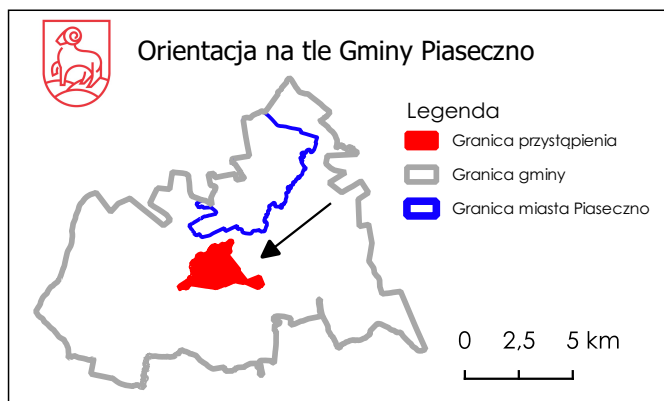 Orientacja na tle Gminy Piaseczno
Legenda
Granica przystąpienia
Granica gminy
Granica miasta Piaseczno
0 2,5 5 km